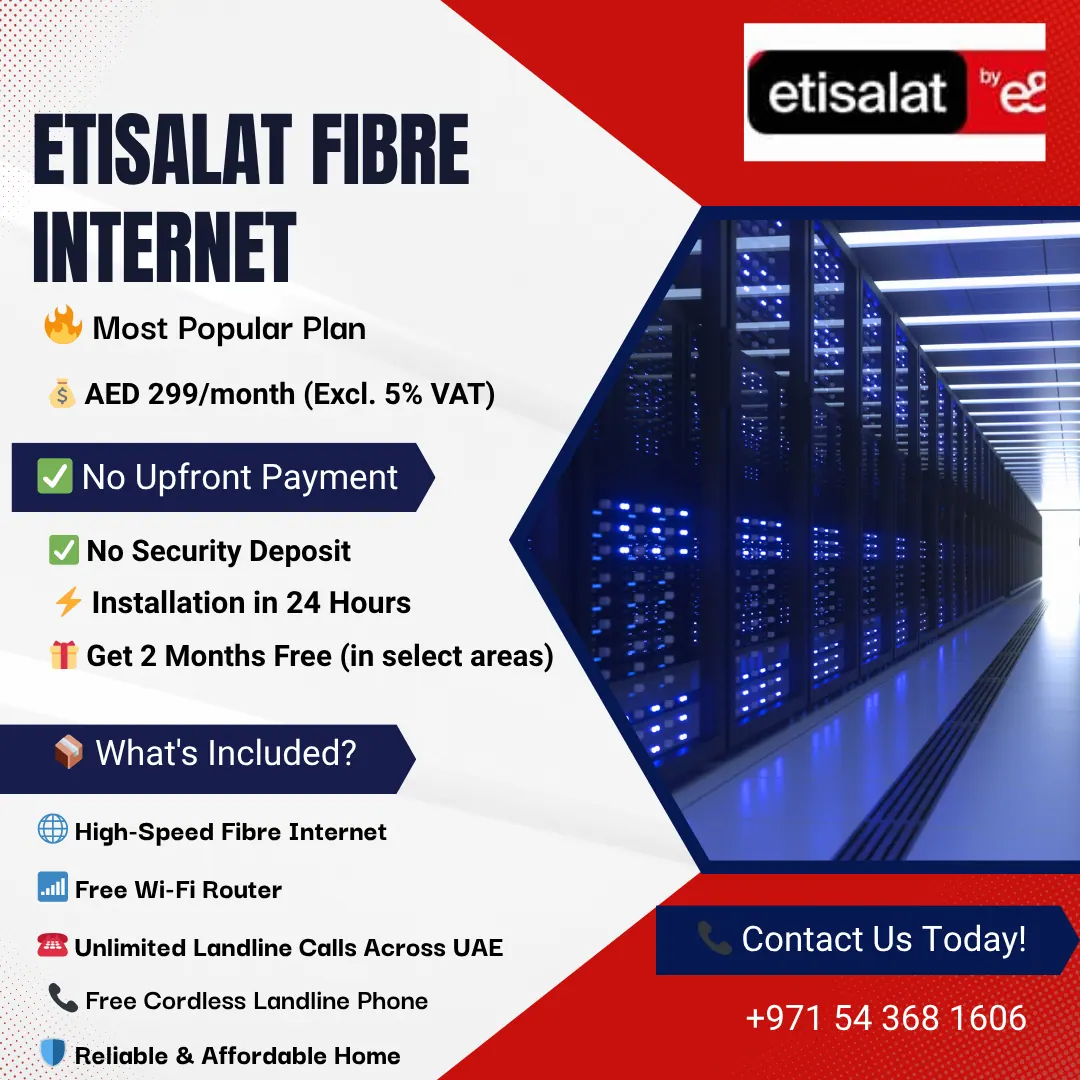 etisalat by e&
ETISALAT FIBRE
INTERNET
🔥 Most Popular Plan
💰 AED 299/month (Excl. 5% VAT)
✅ No Upfront Payment
✅ No Security Deposit
⚡ Installation in 24 Hours
🎁 Get 2 Months Free (in select areas)
📦 What's Included?
🌐 High-Speed Fibre Internet
📶 Free Wi-Fi Router
☎️ Unlimited Landline Calls Across UAE
📞 Free Cordless Landline Phone
🛡️ Reliable & Affordable Home
📞 Contact Us Today!
+971 54 368 1606